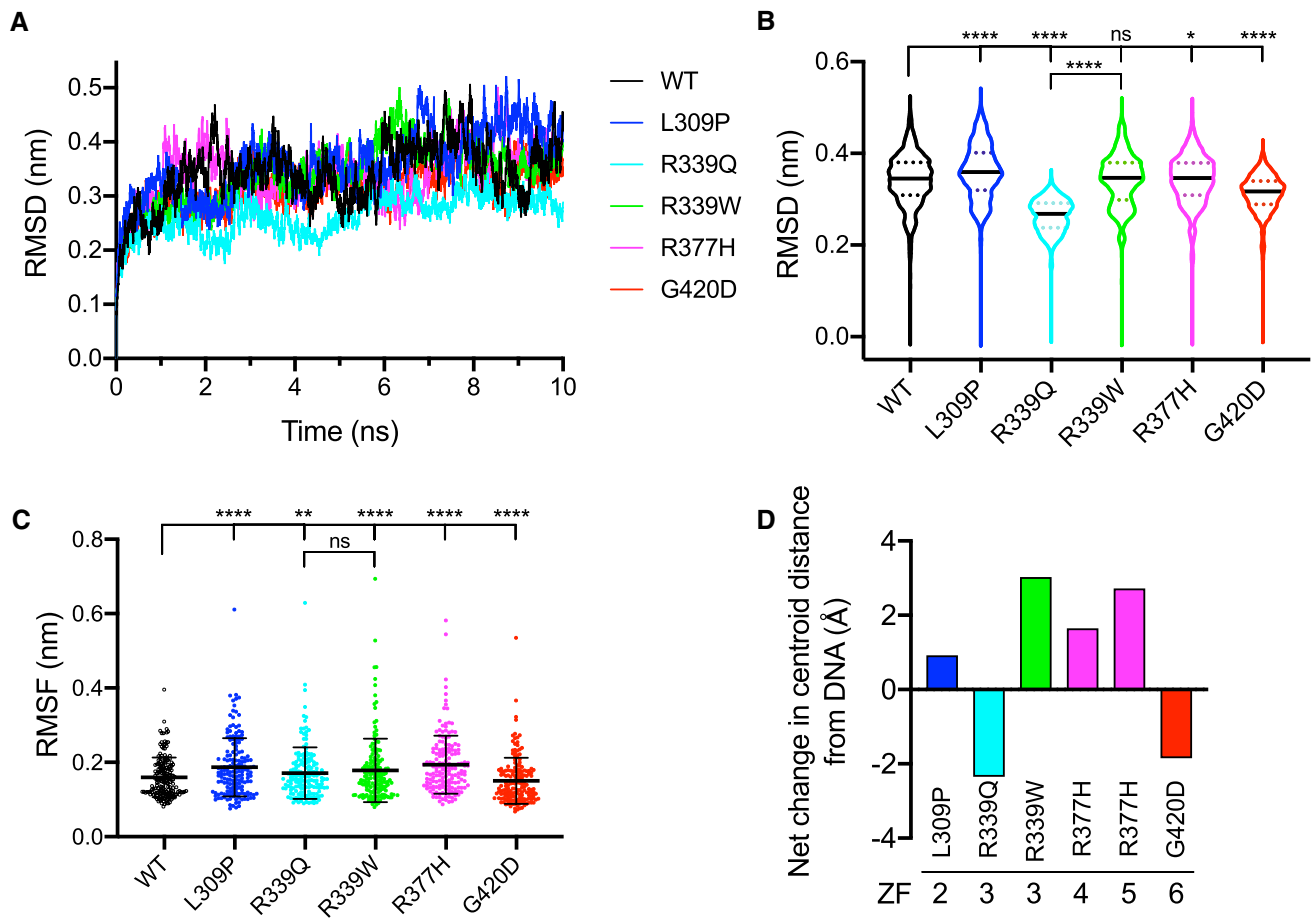 A
RMSD (nm)
0.5
0.4
0.3
0.2
0.1
0.0
0 2 4 6 8 10
Time (ns)
WT
L309P
R339Q
R339W
R377H
G420D
B
**** **** ns * ****
****
RMSD (nm)
0.6
0.4
0.2
0.0
WT L309P R339Q R339W R377H G420D
C
**** ** **** **** ****
ns
RMSF (nm)
0.8
0.6
0.4
0.2
0.0
WT L309P R339Q R339W R377H G420D
D
Net change in centroid distance
from DNA (Å)
4
2
0
-2
-4
L309P R339Q R339W R377H R377H G420D
ZF 2 3 3 4 5 6